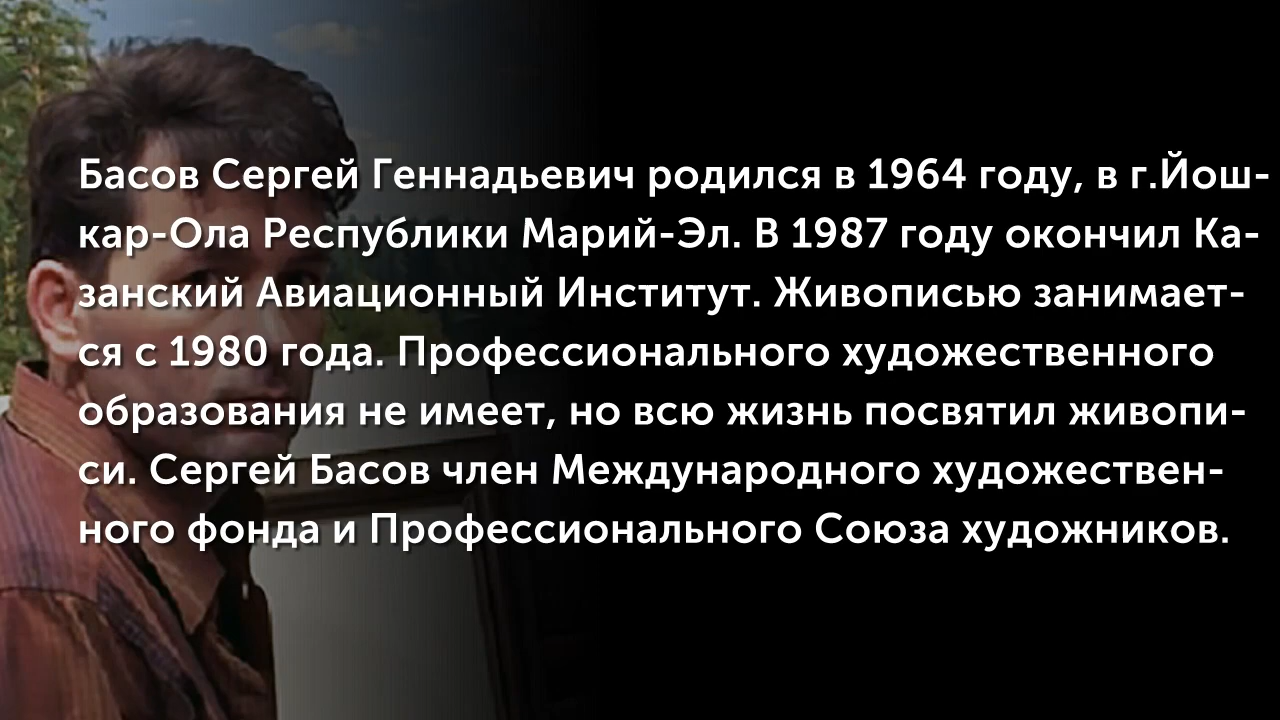 Басов Сергей Геннадьевич родился в 1964 году, в г.Йош-
кар-Ола Республики Марий-Эл. В 1987 году окончил Ка-
занский Авиационный Институт. Живописью занимает-
ся с 1980 года. Профессионального художественного
образования не имеет, но всю жизнь посвятил живопи-
си. Сергей Басов член Международного художествен-
ного фонда и Профессионального Союза художников.